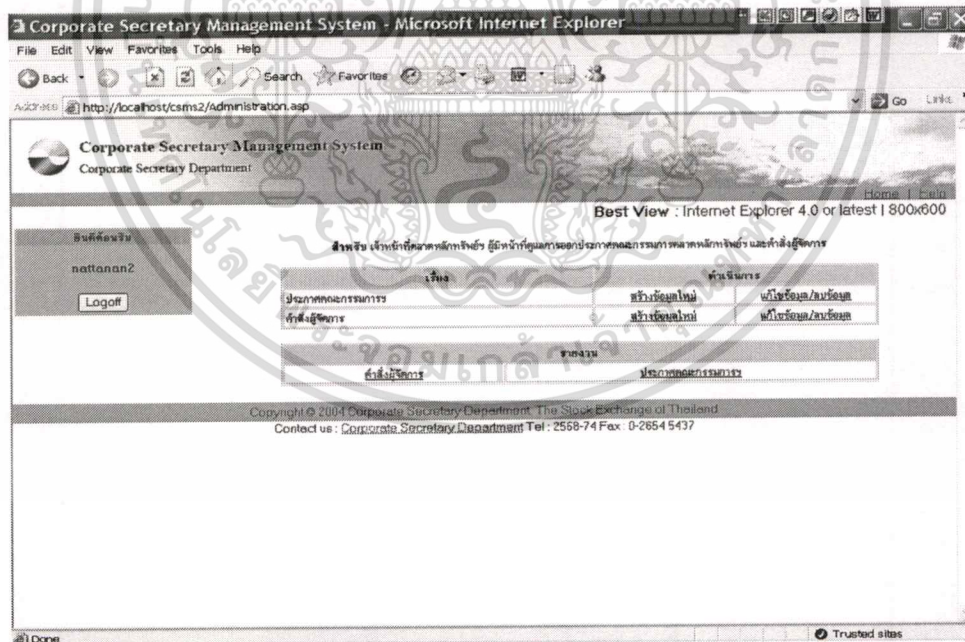 Corporate Secretary Management System - Microsoft Internet Explorer
File Edit View Favorites Tools Help
Back Search Favorites
Address http://localhost/csms2/Administration.asp Go Links
Corporate Secretary Management System
Corporate Secretary Department
Home | Help
Best View : Internet Explorer 4.0 or latest | 800x600
ยินดีต้อนรับ
nattanan2
Logoff
สำหรับ เจ้าหน้าที่ตลาดหลักทรัพย์ฯ ผู้มีหน้าที่ดูแลการออกประกาศคณะกรรมการตลาดหลักทรัพย์ฯ และคำสั่งผู้จัดการ
เรื่อง ดำเนินการ
ประกาศคณะกรรมการฯ สร้างข้อมูลใหม่ แก้ไขข้อมูล/ลบข้อมูล
คำสั่งผู้จัดการ สร้างข้อมูลใหม่ แก้ไขข้อมูล/ลบข้อมูล
รายงาน
คำสั่งผู้จัดการ ประกาศคณะกรรมการฯ
Copyright © 2004 Corporate Secretary Department, The Stock Exchange of Thailand
Contact us : Corporate Secretary Department Tel : 2558-74 Fax : 0-2654 5437
Done Trusted sites